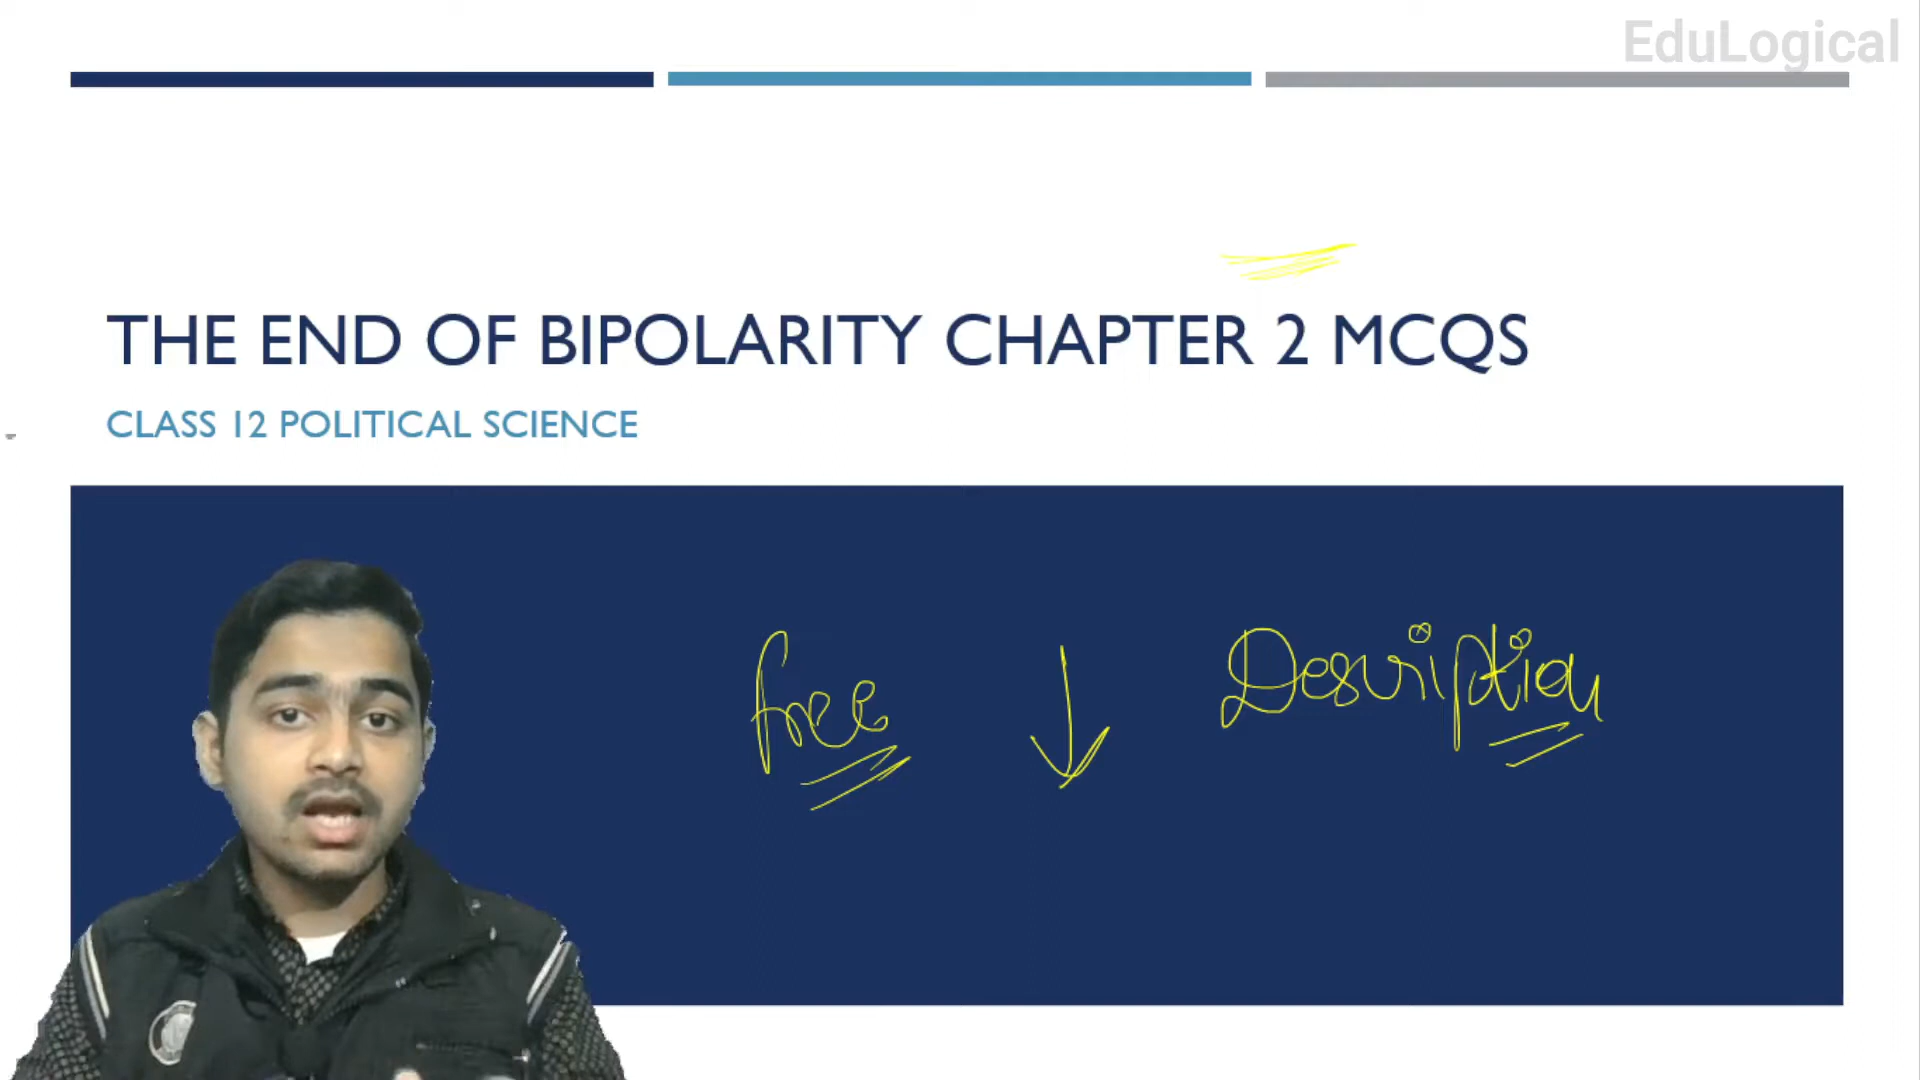 EduLogical
THE END OF BIPOLARITY CHAPTER 2 MCQS
CLASS 12 POLITICAL SCIENCE
free Description